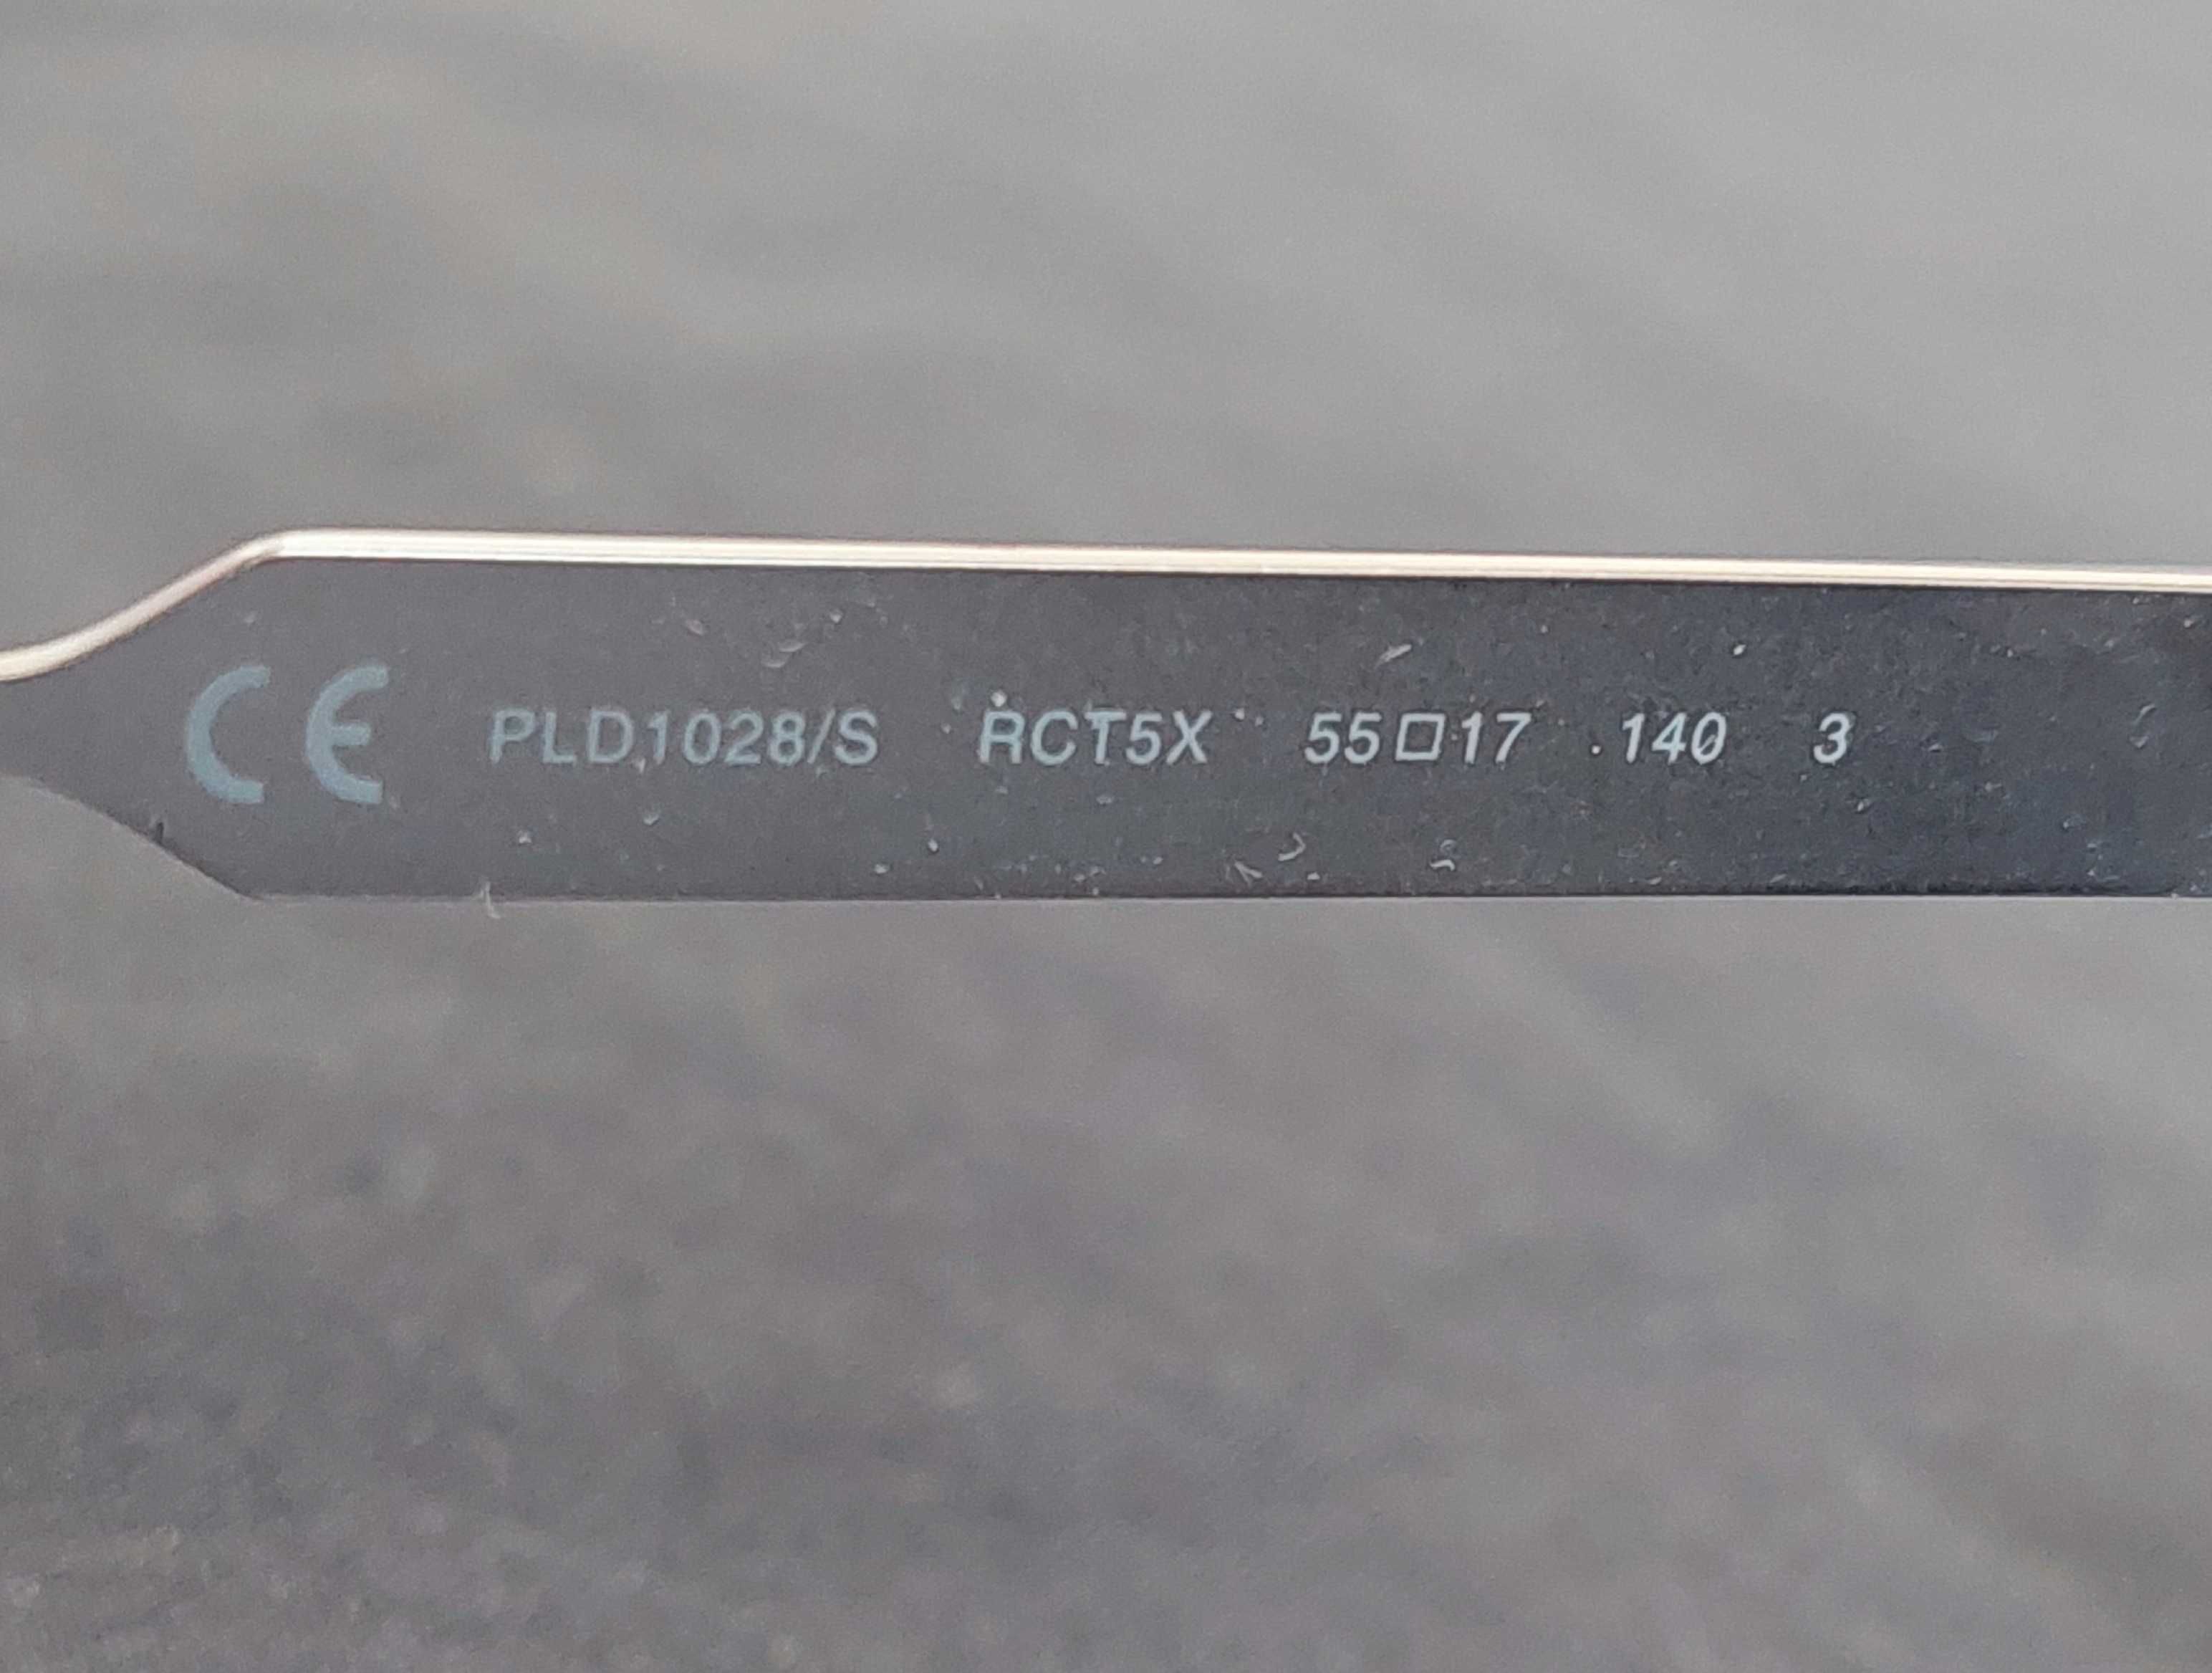 CE PLD1028/S RCT5X 55□17 140 3